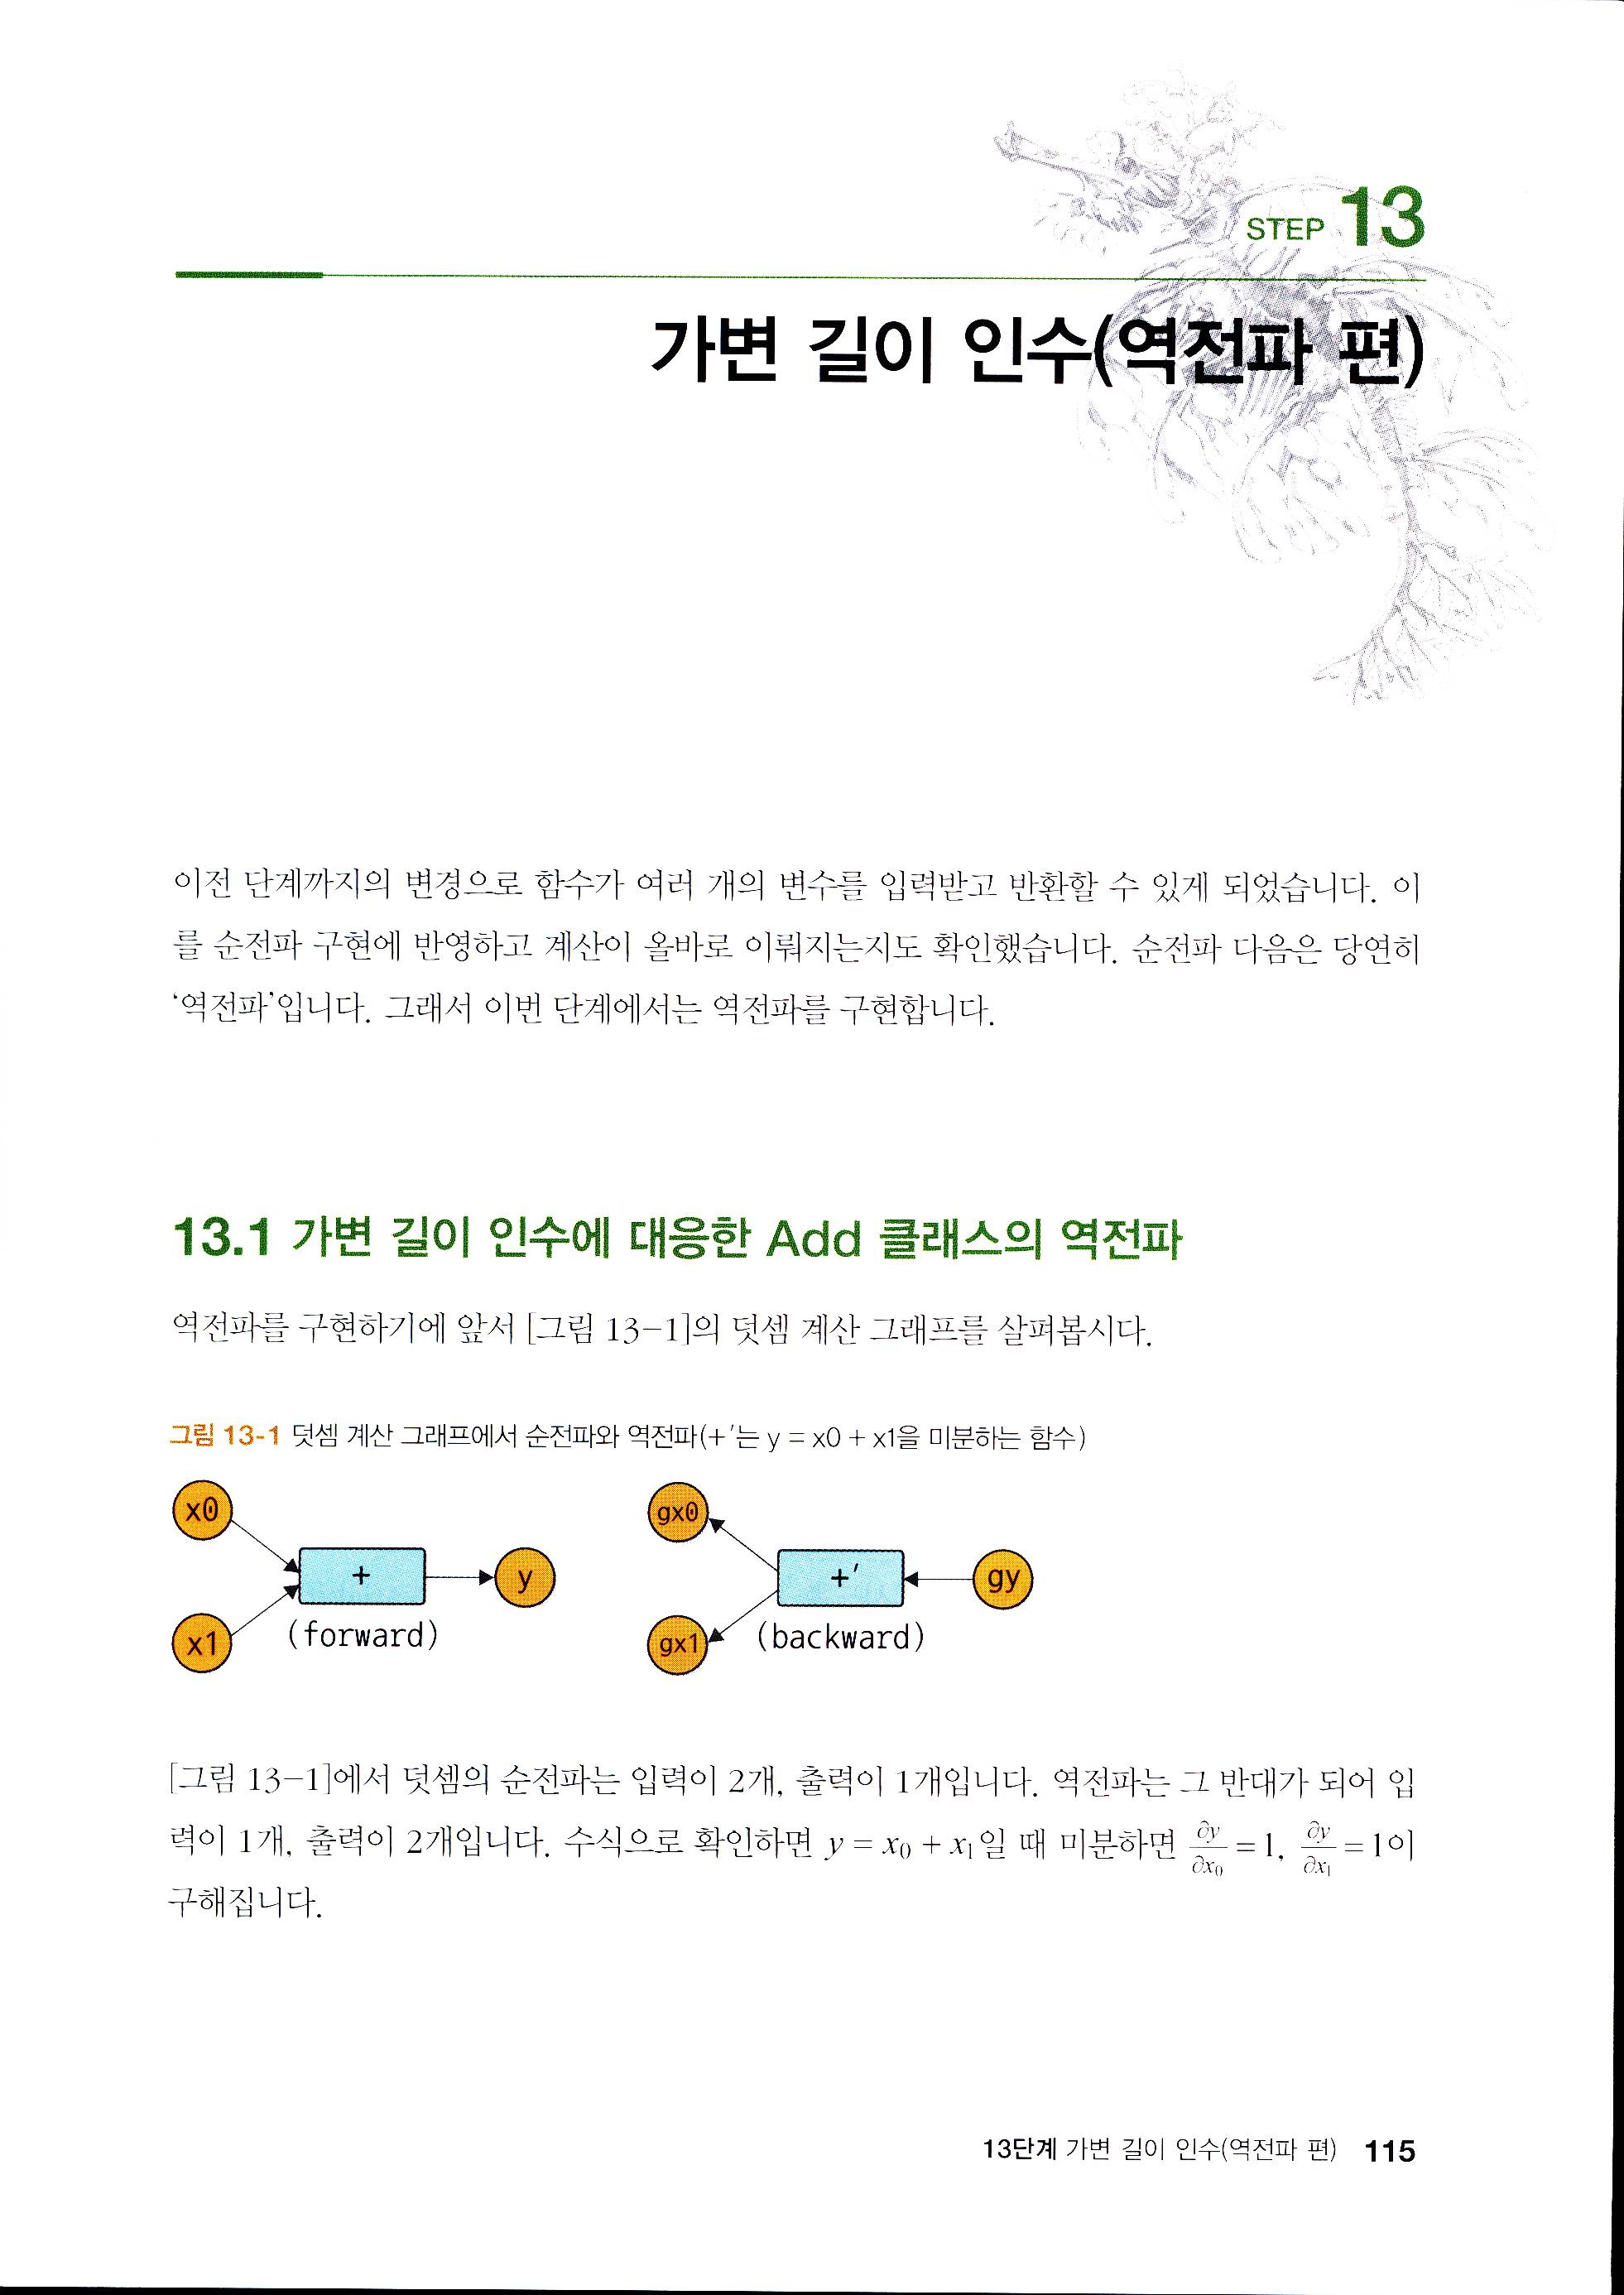 STEP 13
가변 길이 인수(역전파 편)
이전 단계까지의 변경으로 함수가 여러 개의 변수를 입력받고 반환할 수 있게 되었습니다. 이
를 순전파 구현에 반영하고 계산이 올바로 이뤄지는지도 확인했습니다. 순전파 다음은 당연히
‘역전파’입니다. 그래서 이번 단계에서는 역전파를 구현합니다.
13.1 가변 길이 인수에 대응한 Add 클래스의 역전파
역전파를 구현하기에 앞서 [그림 13-1]의 덧셈 계산 그래프를 살펴봅시다.
그림 13-1 덧셈 계산 그래프에서 순전파와 역전파(+′는 y = x0 + x1을 미분하는 함수)
x0
+
y
x1
(forward)
gx0
+′
gy
gx1
(backward)
[그림 13-1]에서 덧셈의 순전파는 입력이 2개, 출력이 1개입니다. 역전파는 그 반대가 되어 입
력이 1개, 출력이 2개입니다. 수식으로 확인하면 y = x₀ + x₁일 때 미분하면 ∂y/∂x₀ = 1, ∂y/∂x₁ = 1이
구해집니다.
13단계 가변 길이 인수(역전파 편) 115